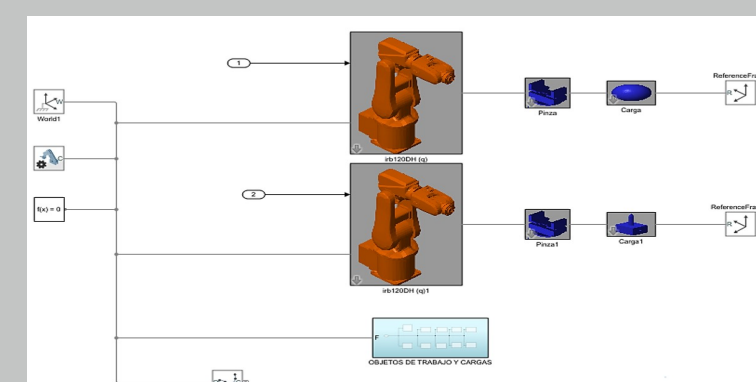 1
ReferenceFra
W
World1
R
Pinza
Carga
C
irb120DH (q)
2
f(x) = 0
ReferenceFra
R
Pinza1
Carga1
irb120DH (q)1
F
OBJETOS DE TRABAJO Y CARGAS